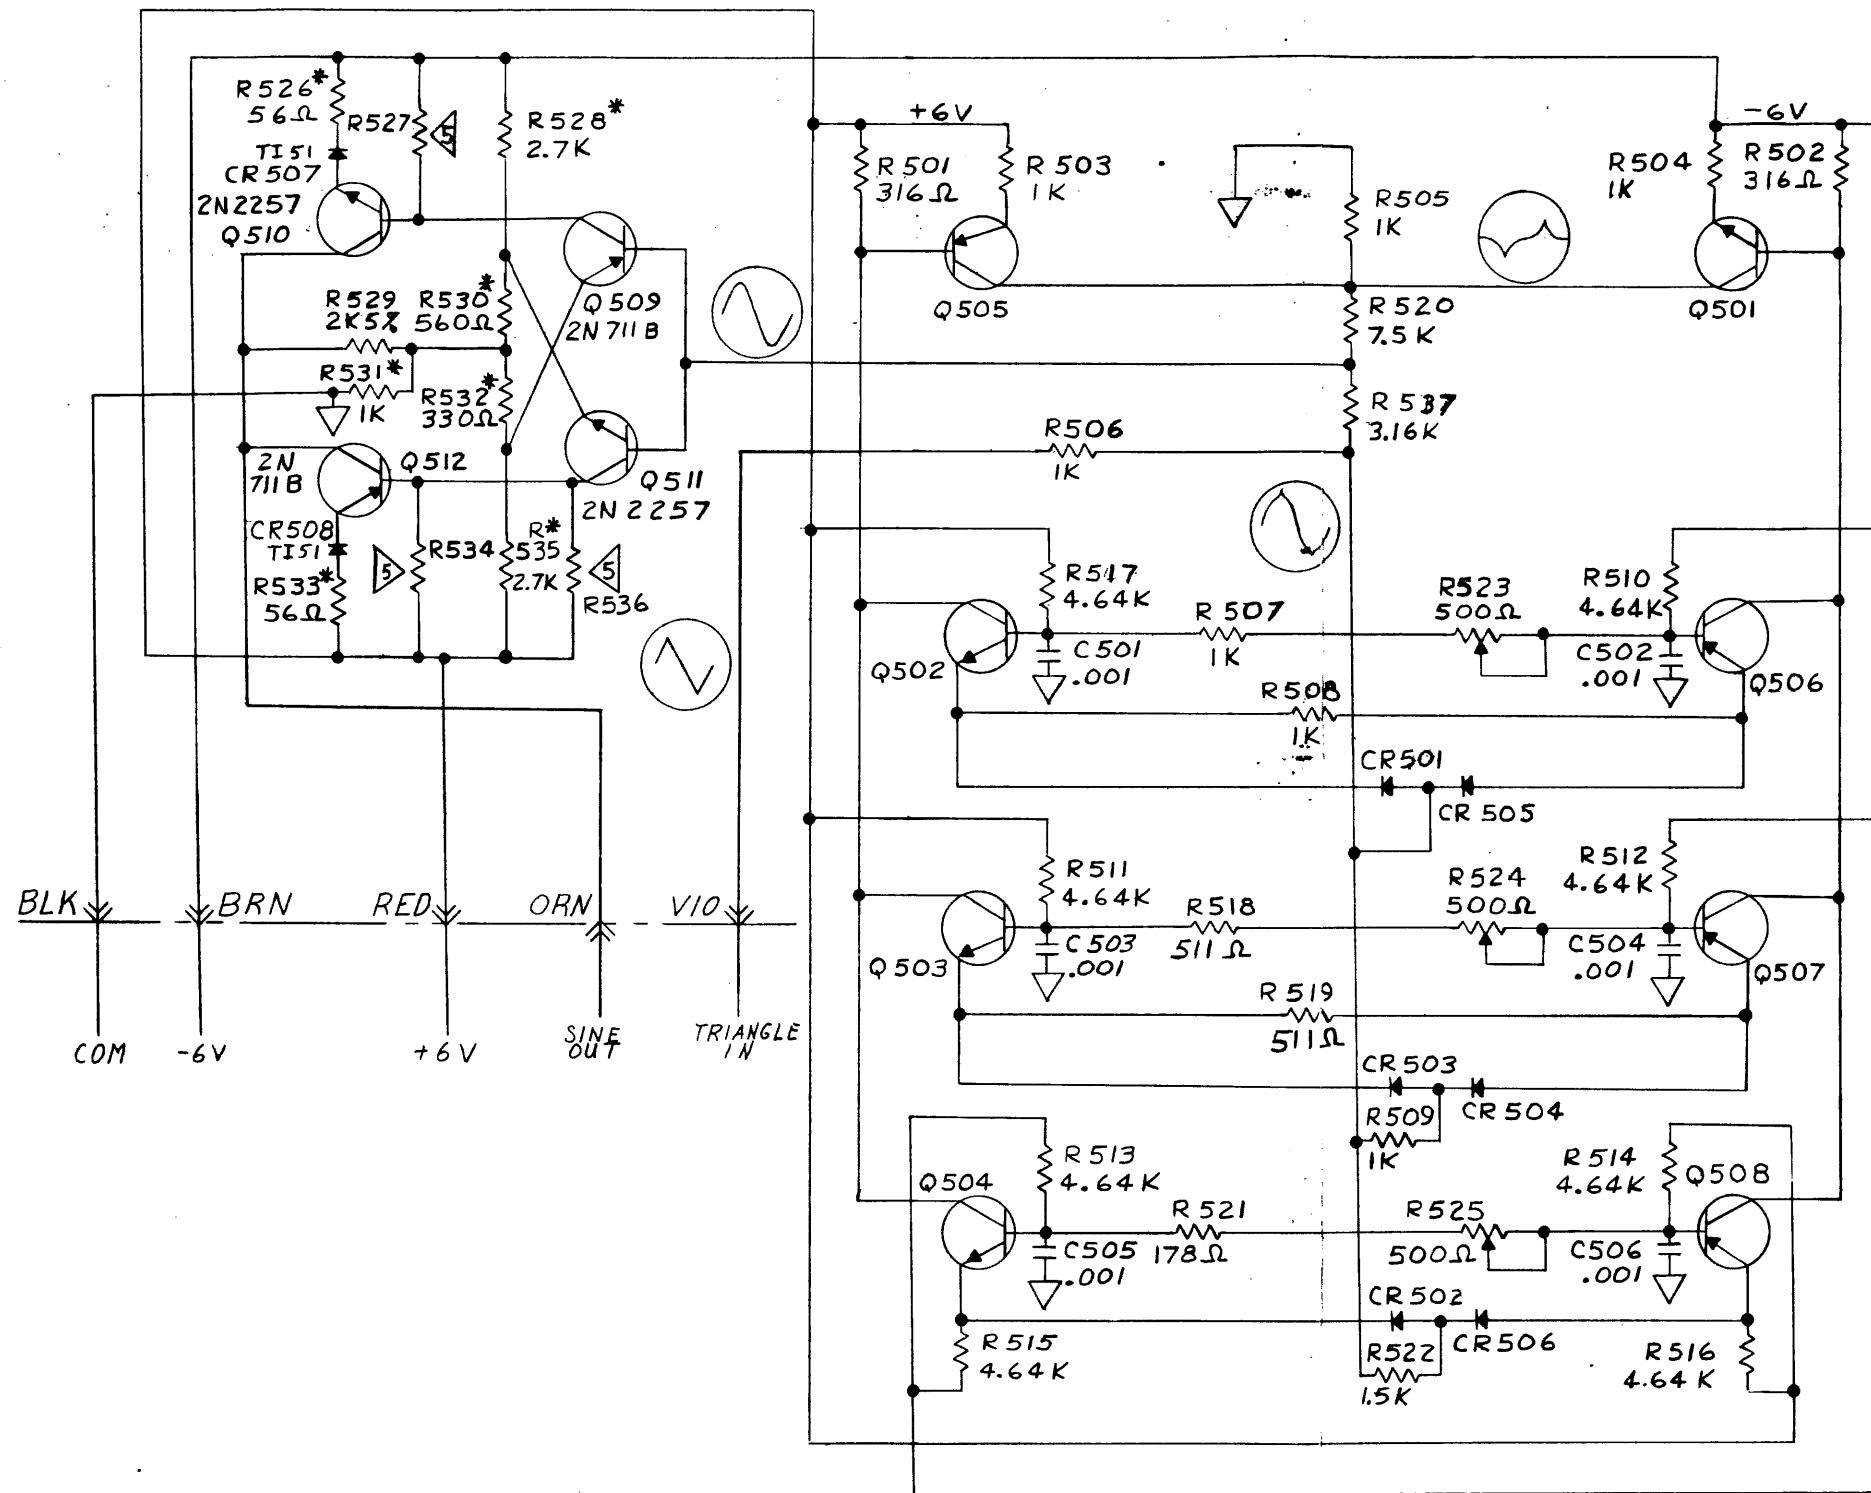 R526*
56Ω
R527
5
R528*
2.7K
TI51
CR507
2N2257
Q510
Q509
2N711B
R529
2K5%
R530*
560Ω
R531*
1K
R532*
330Ω
2N
711B
Q512
Q511
2N2257
CR508
TI51
R533*
56Ω
5
R534
R*
535
2.7K
5
R536
+6V
R501
316Ω
R503
1K
Q505
R505
1K
-6V
R504
1K
R502
316Ω
Q501
R520
7.5K
R537
3.16K
R506
1K
R517
4.64K
R507
1K
R523
500Ω
R510
4.64K
Q502
C501
.001
C502
.001
Q506
R508
1K
CR501
CR505
R511
4.64K
R518
511Ω
R524
500Ω
R512
4.64K
Q503
C503
.001
C504
.001
Q507
R519
511Ω
CR503
CR504
R509
1K
Q504
R513
4.64K
R521
178Ω
R525
500Ω
R514
4.64K
Q508
C505
.001
C506
.001
CR502
CR506
R515
4.64K
R522
1.5K
R516
4.64K
BLK
BRN
RED
ORN
VIO
COM
-6V
+6V
SINE
OUT
TRIANGLE
IN